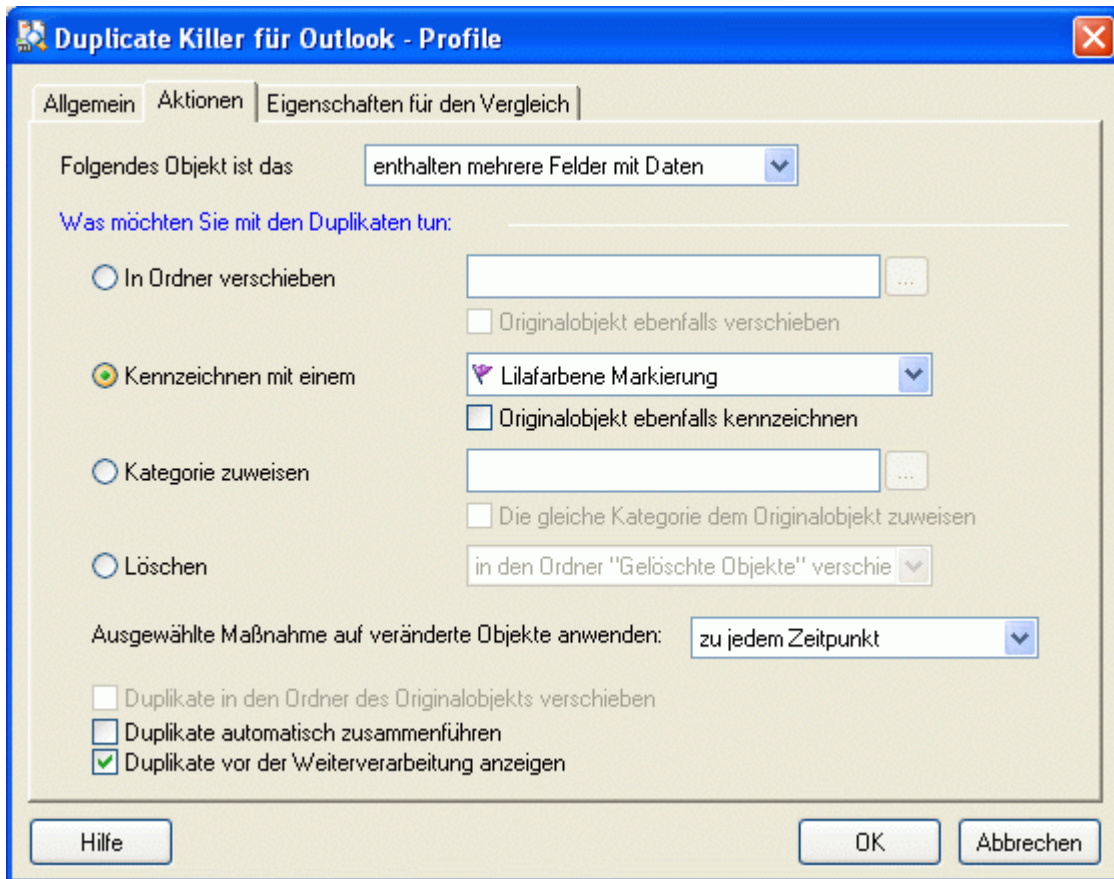 Duplicate Killer für Outlook - Profile
Allgemein Aktionen Eigenschaften für den Vergleich
Folgendes Objekt ist das enthalten mehrere Felder mit Daten
Was möchten Sie mit den Duplikaten tun:
In Ordner verschieben ...
Originalobjekt ebenfalls verschieben
Kennzeichnen mit einem Lilafarbene Markierung
Originalobjekt ebenfalls kennzeichnen
Kategorie zuweisen ...
Die gleiche Kategorie dem Originalobjekt zuweisen
Löschen in den Ordner "Gelöschte Objekte" verschie
Ausgewählte Maßnahme auf veränderte Objekte anwenden: zu jedem Zeitpunkt
Duplikate in den Ordner des Originalobjekts verschieben
Duplikate automatisch zusammenführen
Duplikate vor der Weiterverarbeitung anzeigen
Hilfe OK Abbrechen